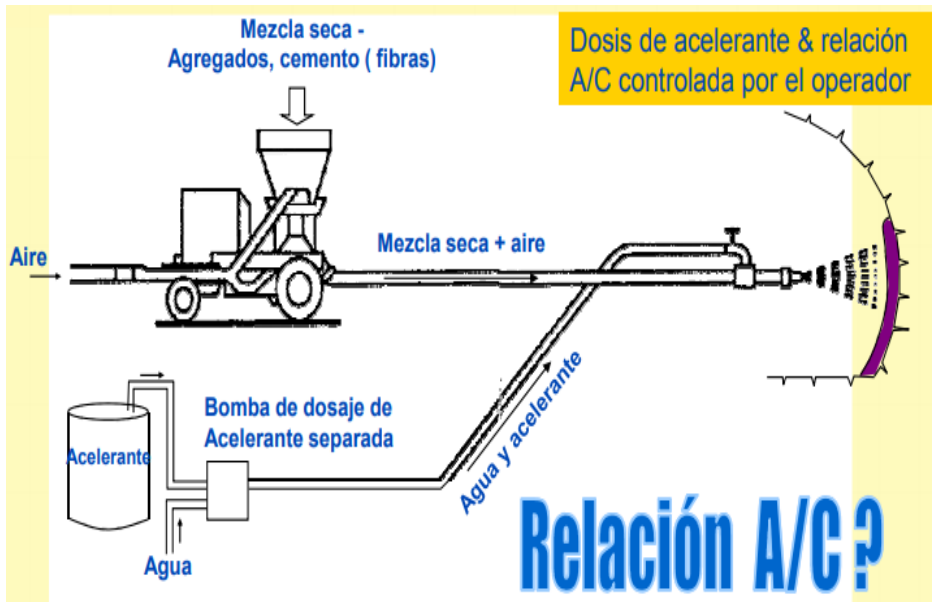 Mezcla seca -
Agregados, cemento ( fibras)
Dosis de acelerante & relación
A/C controlada por el operador
Aire
Mezcla seca + aire
Bomba de dosaje de
Acelerante separada
Acelerante
Agua y acelerante
Agua
Relación A/C ?